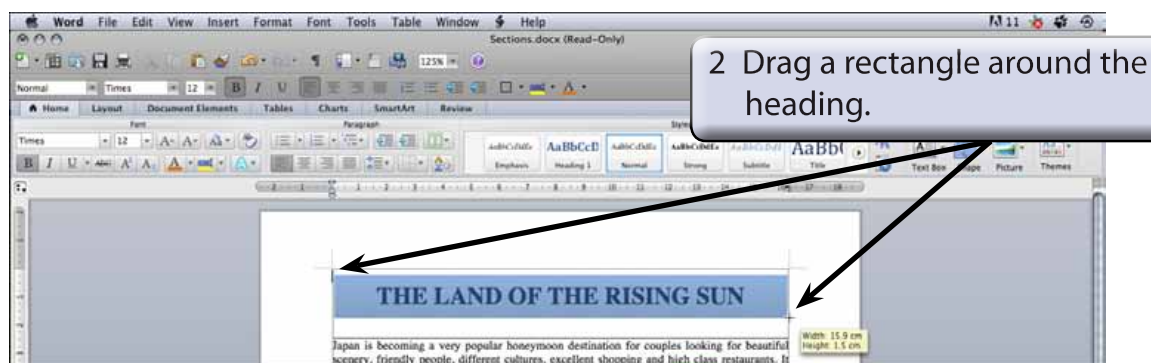 Word File Edit View Insert Format Font Tools Table Window Help
11
Sections.docx (Read-Only)
125%
2 Drag a rectangle around the
heading.
Normal Times 12 B I U
Home Layout Document Elements Tables Charts SmartArt Review
Font Paragraph Styles
Times 12
AaBbCcDdEe AaBbCcD AaBbCcDdEe AaBbCcDdEe AaBbCcDdEe AaBb(
B I U
Emphasis Heading 1 Normal Strong Subtitle Title
Text Box Shape Picture Themes
THE LAND OF THE RISING SUN
Width: 15.9 cm
Height: 1.5 cm
Japan is becoming a very popular honeymoon destination for couples looking for beautiful
scenery, friendly people, different cultures, excellent shopping and high class restaurants. It